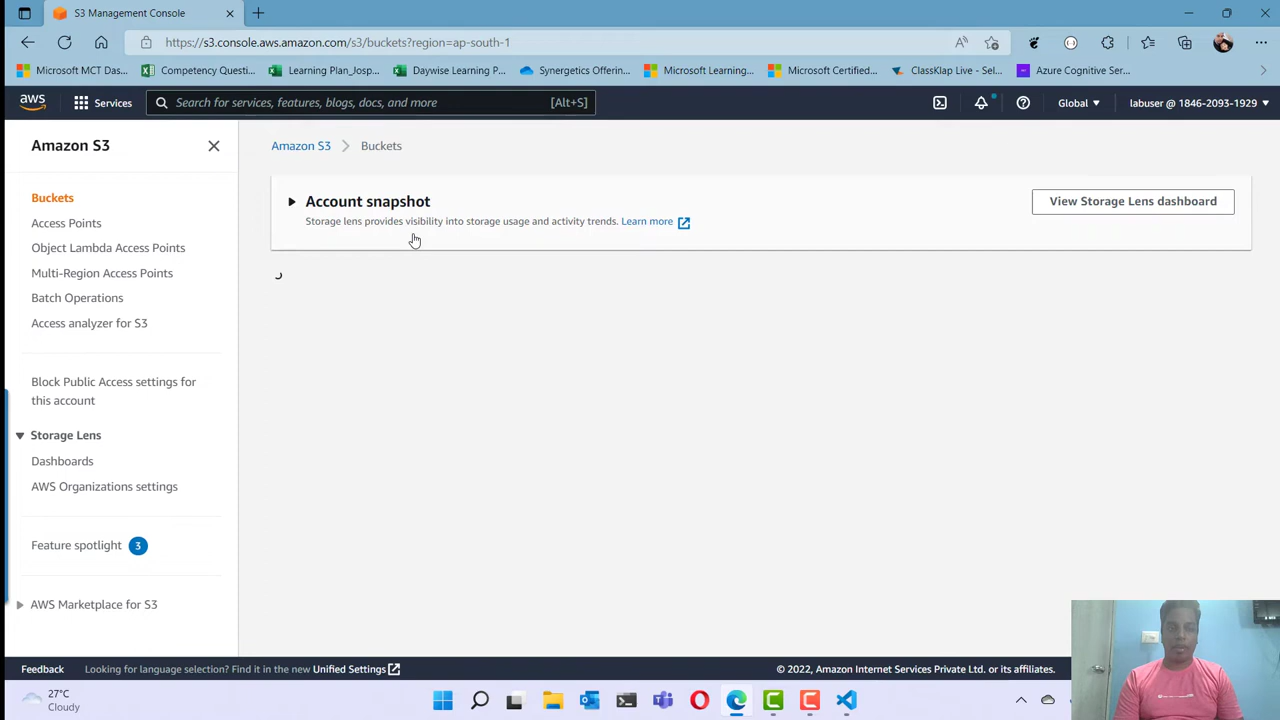 S3 Management Console
https://s3.console.aws.amazon.com/s3/buckets?region=ap-south-1
Microsoft MCT Das...
Competency Questi...
Learning Plan_Josp...
Daywise Learning P...
Synergetics Offerin...
Microsoft Learning...
Microsoft Certified...
ClassKlap Live - Sel...
Azure Cognitive Ser...
aws
Services
Search for services, features, blogs, docs, and more
[Alt+S]
Global
labuser @ 1846-2093-1929
Amazon S3
Buckets
Access Points
Object Lambda Access Points
Multi-Region Access Points
Batch Operations
Access analyzer for S3
Block Public Access settings for
this account
Storage Lens
Dashboards
AWS Organizations settings
Feature spotlight 3
AWS Marketplace for S3
Amazon S3
Buckets
Account snapshot
Storage lens provides visibility into storage usage and activity trends. Learn more
View Storage Lens dashboard
Feedback
Looking for language selection? Find it in the new Unified Settings
© 2022, Amazon Internet Services Private Ltd. or its affiliates.
27°C
Cloudy